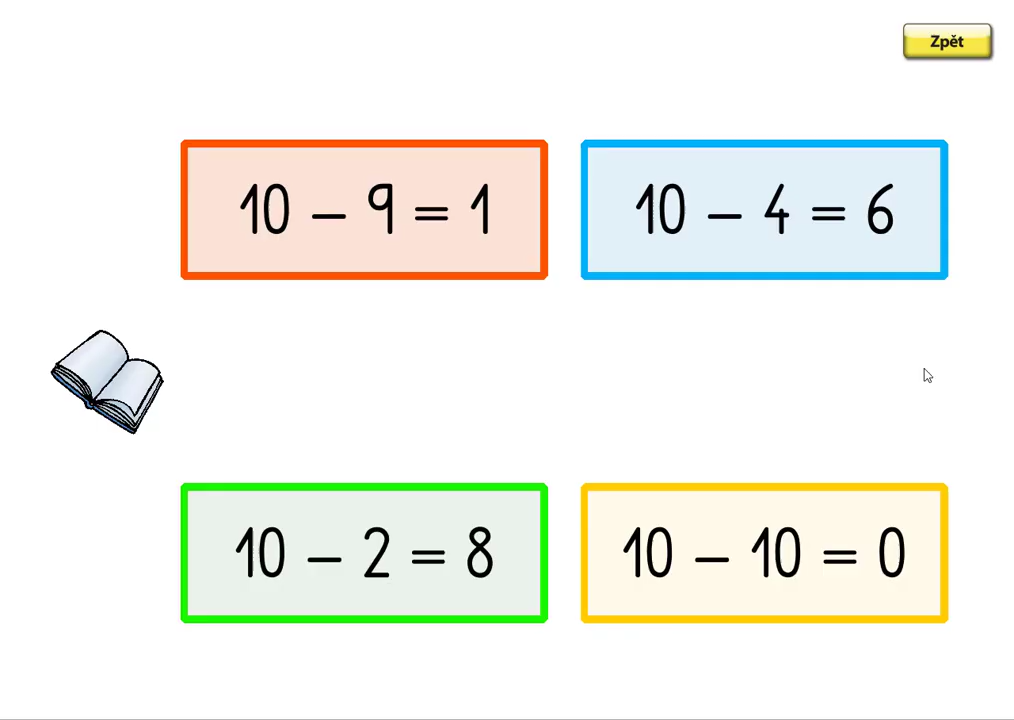 Zpět
10 – 9 = 1
10 – 4 = 6
10 – 2 = 8
10 – 10 = 0